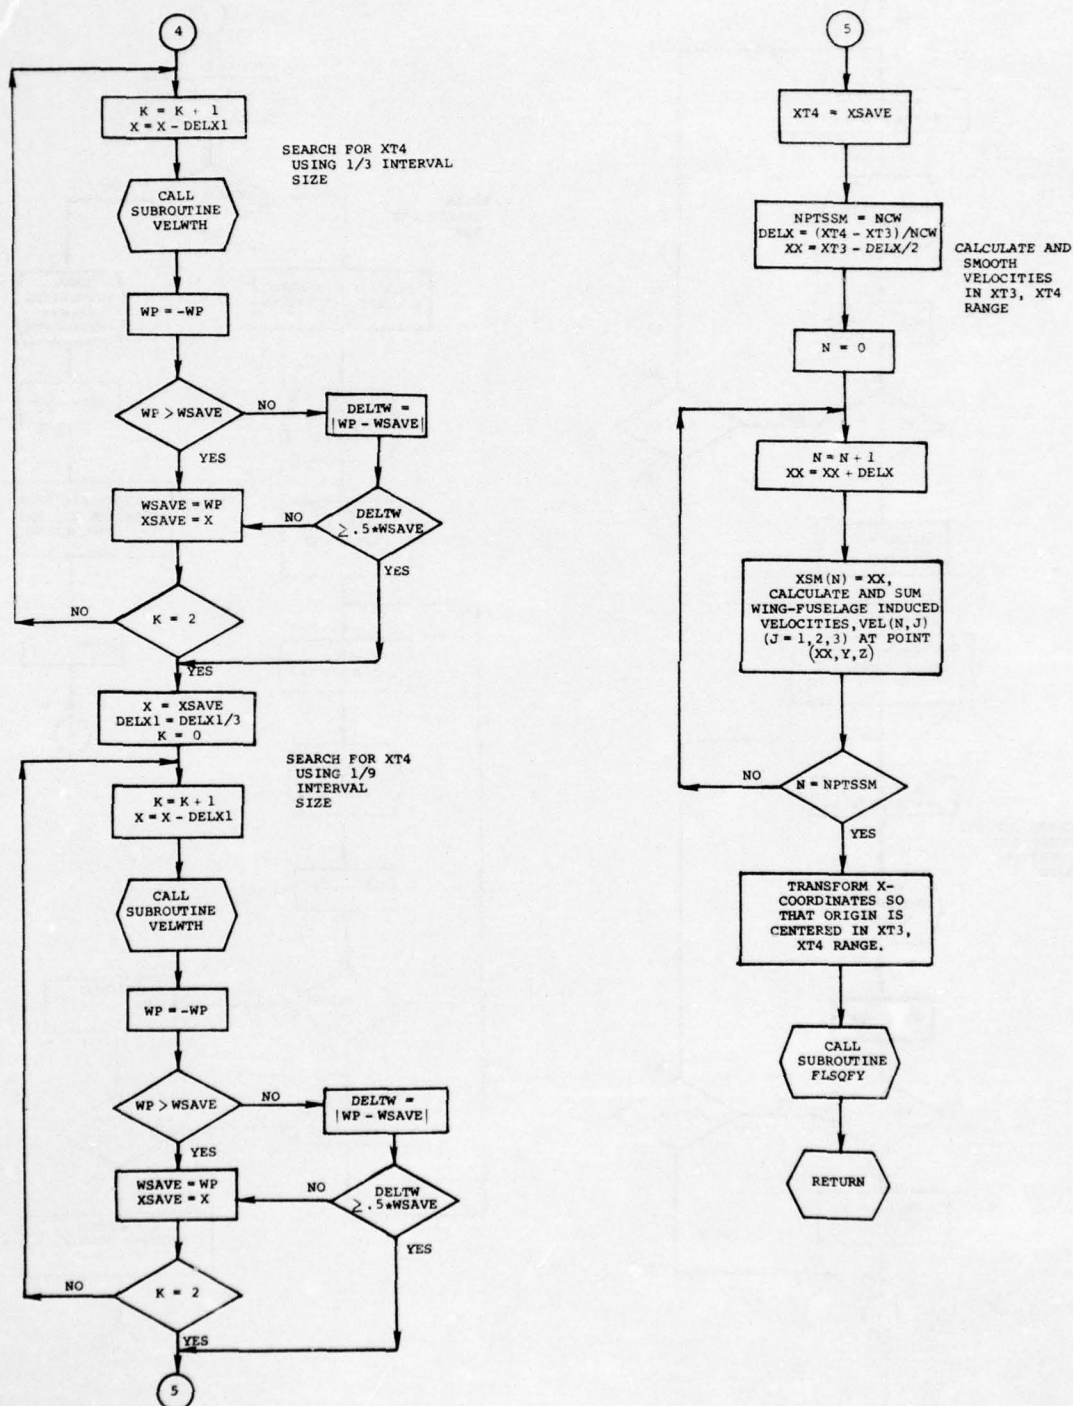 4
K = K + 1
X = X - DELX1
SEARCH FOR XT4
USING 1/3 INTERVAL
SIZE
CALL
SUBROUTINE
VELWTH
WP = -WP
WP > WSAVE
NO
DELTW =
|WP - WSAVE|
YES
WSAVE = WP
XSAVE = X
NO
DELTW
≥ .5*WSAVE
YES
NO
K = 2
YES
X = XSAVE
DELX1 = DELX1/3
K = 0
SEARCH FOR XT4
USING 1/9
INTERVAL
SIZE
K = K + 1
X = X - DELX1
CALL
SUBROUTINE
VELWTH
WP = -WP
WP > WSAVE
NO
DELTW =
|WP - WSAVE|
YES
WSAVE = WP
XSAVE = X
NO
DELTW
≥ .5*WSAVE
YES
NO
K = 2
YES
5
5
XT4 = XSAVE
NPTSSM = NCW
DELX = (XT4 - XT3)/NCW
XX = XT3 - DELX/2
CALCULATE AND
SMOOTH
VELOCITIES
IN XT3, XT4
RANGE
N = 0
N = N + 1
XX = XX + DELX
XSM(N) = XX,
CALCULATE AND SUM
WING-FUSELAGE INDUCED
VELOCITIES, VEL(N,J)
(J = 1,2,3) AT POINT
(XX,Y,Z)
NO
N = NPTSSM
YES
TRANSFORM X-
COORDINATES SO
THAT ORIGIN IS
CENTERED IN XT3,
XT4 RANGE.
CALL
SUBROUTINE
FLSQFY
RETURN